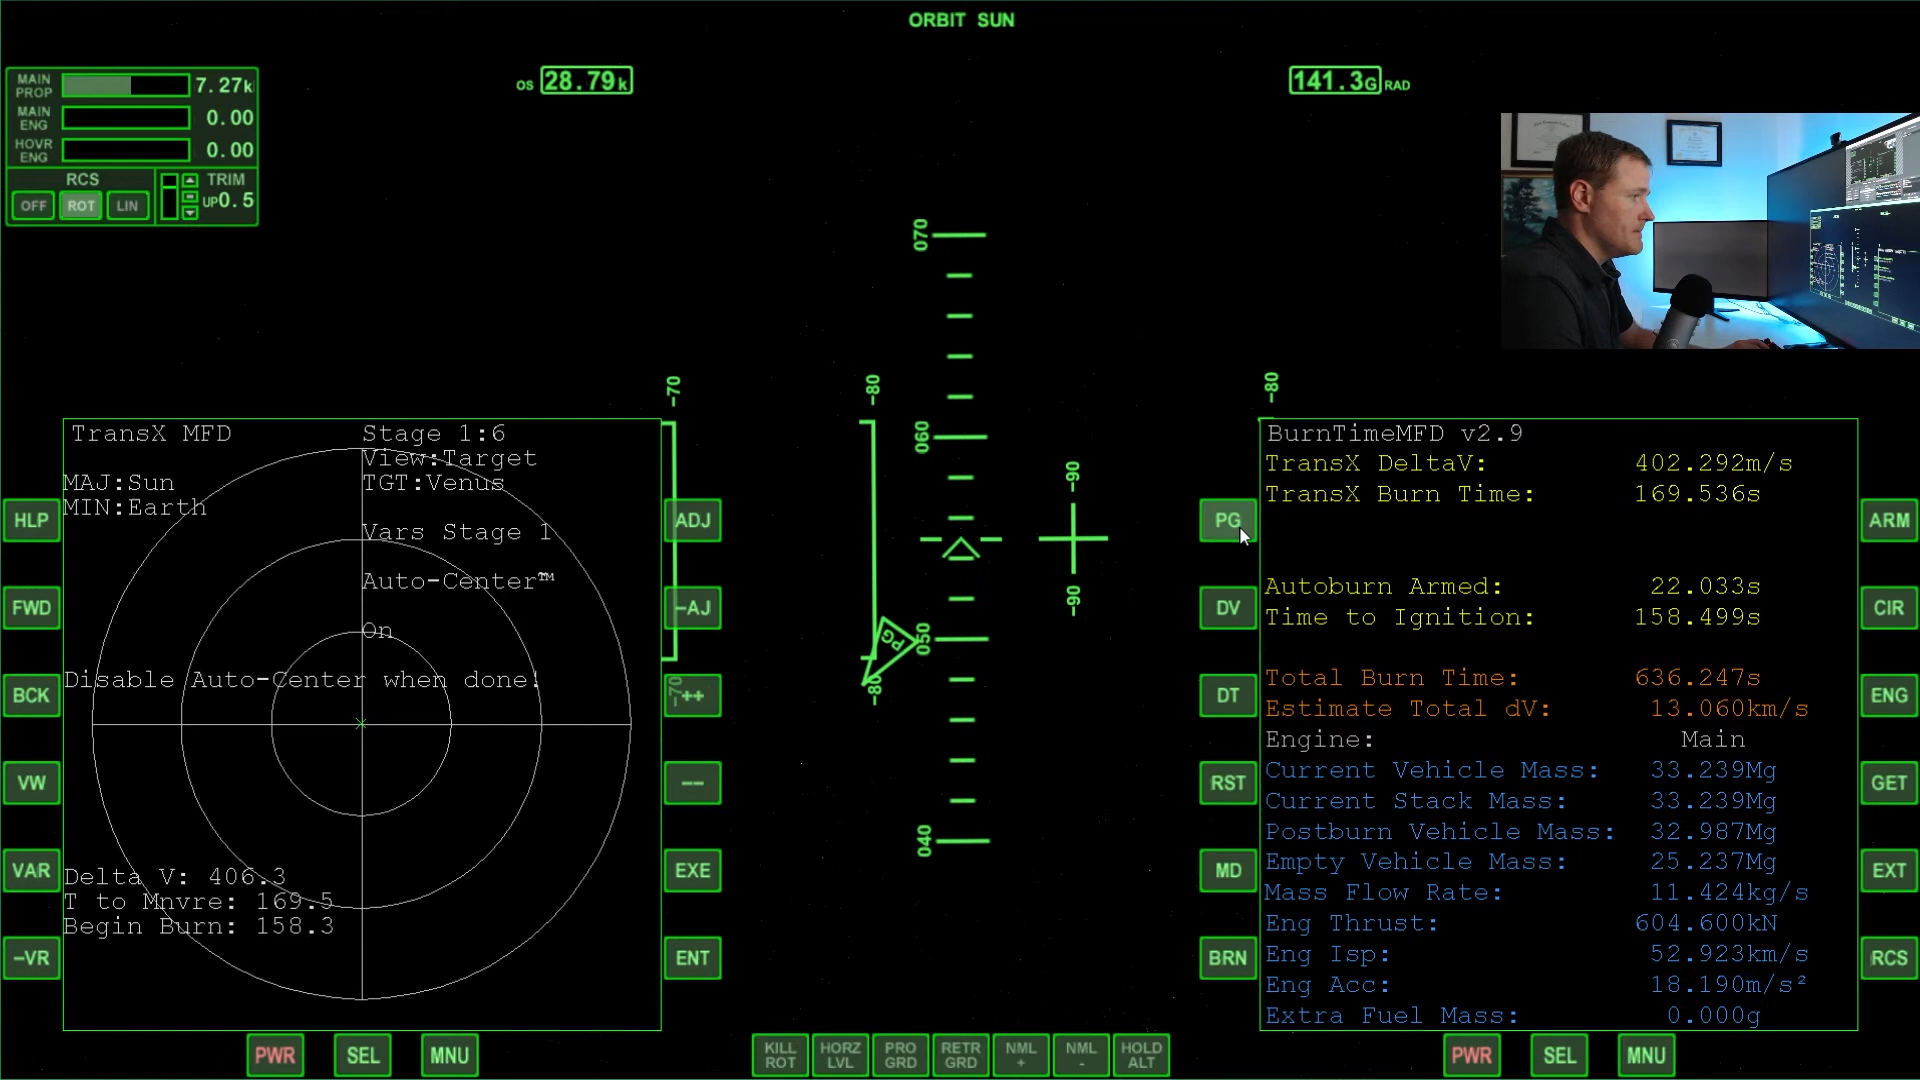 ORBIT SUN
MAIN PROP 7.27k
MAIN ENG 0.00
HOVR ENG 0.00
RCS TRIM
OFF ROT LIN UP0.5
OS 28.79k
141.3G RAD
070
060
050
040
-70
-70
-80
-80
-90
-90
-80
PG
TransX MFD Stage 1:6
View:Target
MAJ:Sun TGT:Venus
MIN:Earth
Vars Stage 1
Auto-Center™
On
Disable Auto-Center when done!
Delta V: 406.3
T to Mnvre: 169.5
Begin Burn: 158.3
HLP
FWD
BCK
VW
VAR
-VR
ADJ
-AJ
++
--
EXE
ENT
PWR SEL MNU
KILL ROT
HORZ LVL
PRO GRD
RETR GRD
NML +
NML -
HOLD ALT
PG
DV
DT
RST
MD
BRN
BurnTimeMFD v2.9
TransX DeltaV: 402.292m/s
TransX Burn Time: 169.536s
Autoburn Armed: 22.033s
Time to Ignition: 158.499s
Total Burn Time: 636.247s
Estimate Total dV: 13.060km/s
Engine: Main
Current Vehicle Mass: 33.239Mg
Current Stack Mass: 33.239Mg
Postburn Vehicle Mass: 32.987Mg
Empty Vehicle Mass: 25.237Mg
Mass Flow Rate: 11.424kg/s
Eng Thrust: 604.600kN
Eng Isp: 52.923km/s
Eng Acc: 18.190m/s²
Extra Fuel Mass: 0.000g
ARM
CIR
ENG
GET
EXT
RCS
PWR SEL MNU